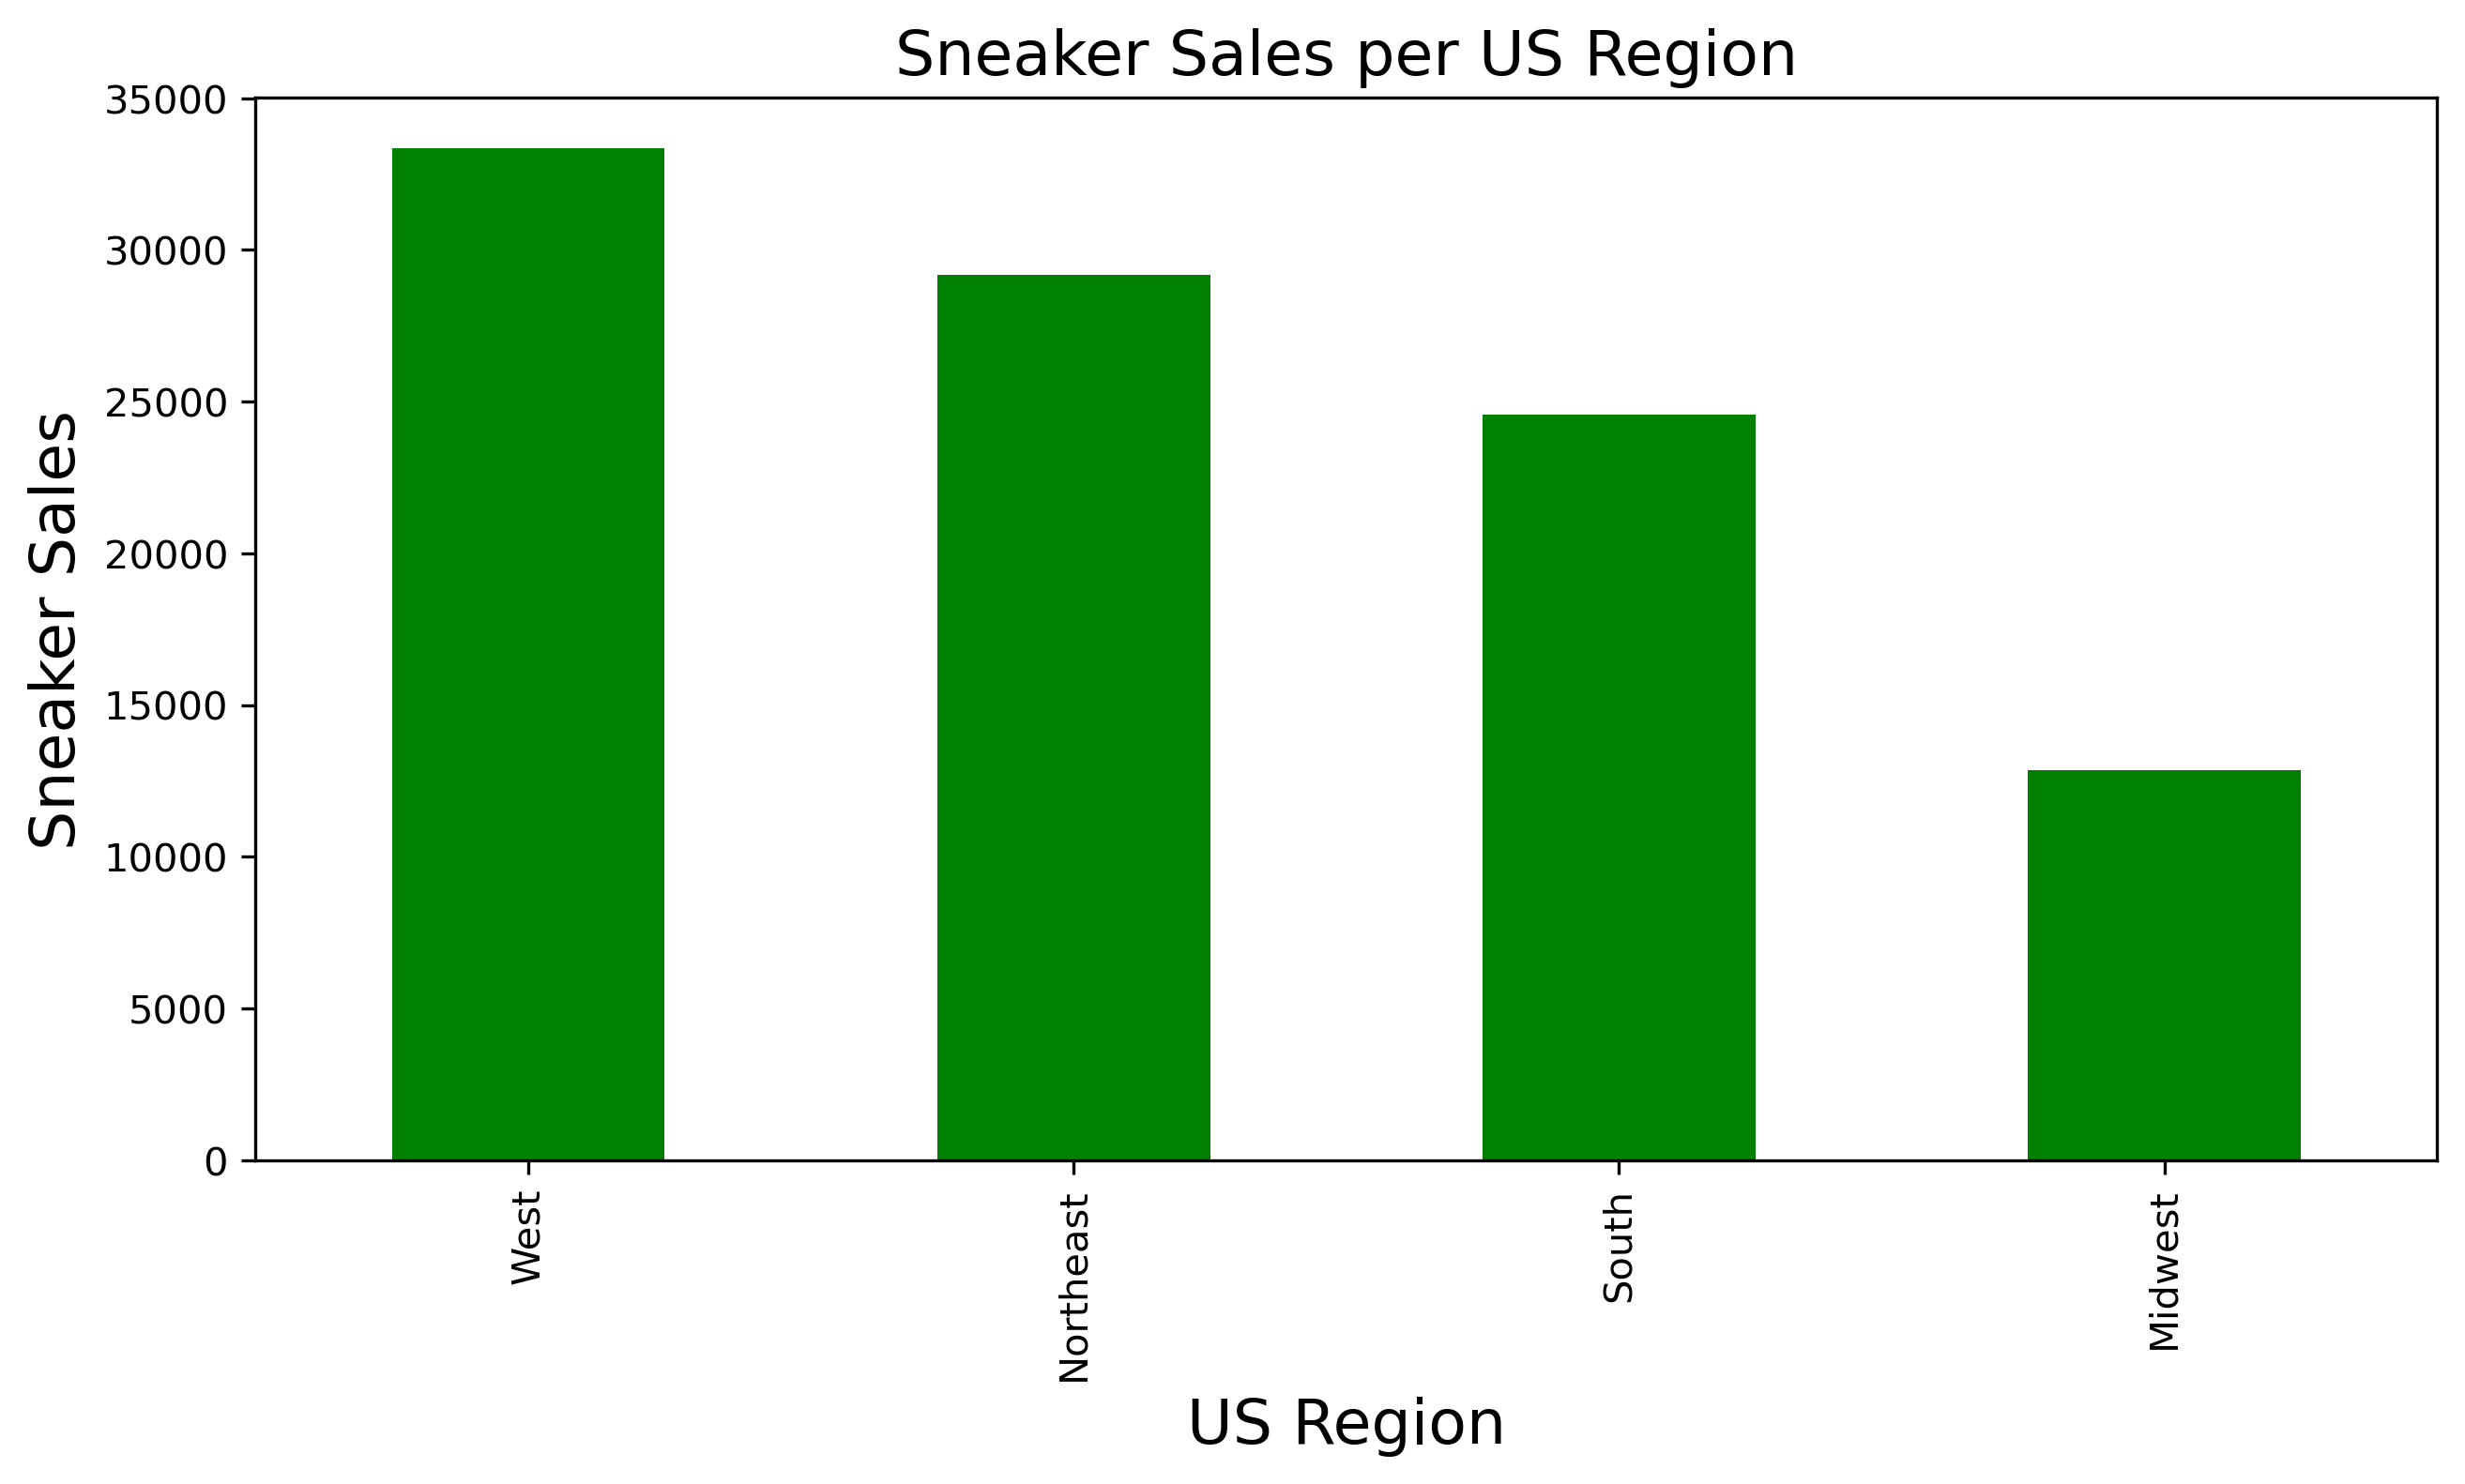 Sneaker Sales per US Region
Sneaker Sales
35000
30000
25000
20000
15000
10000
5000
0
West
Northeast
South
Midwest
US Region